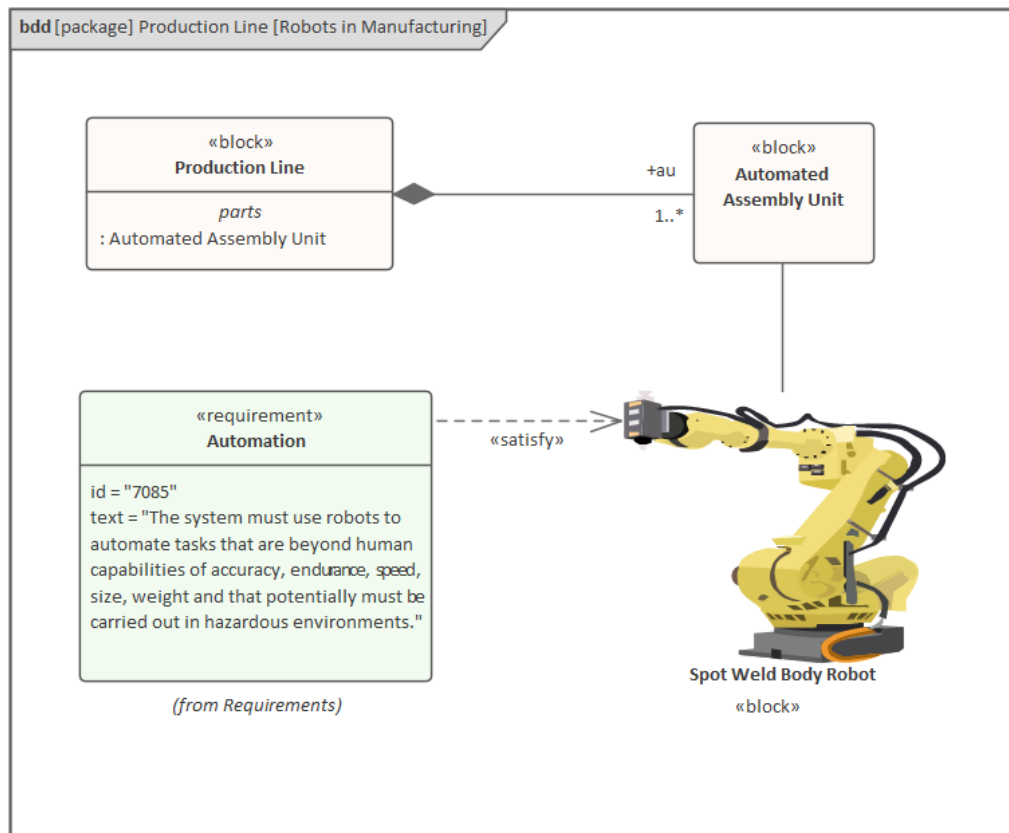 bdd [package] Production Line [Robots in Manufacturing]
«block»
Production Line
parts
: Automated Assembly Unit
+au
1..*
«block»
Automated
Assembly Unit
«requirement»
Automation
id = "7085"
text = "The system must use robots to
automate tasks that are beyond human
capabilities of accuracy, endurance, speed,
size, weight and that potentially must be
carried out in hazardous environments."
(from Requirements)
«satisfy»
Spot Weld Body Robot
«block»